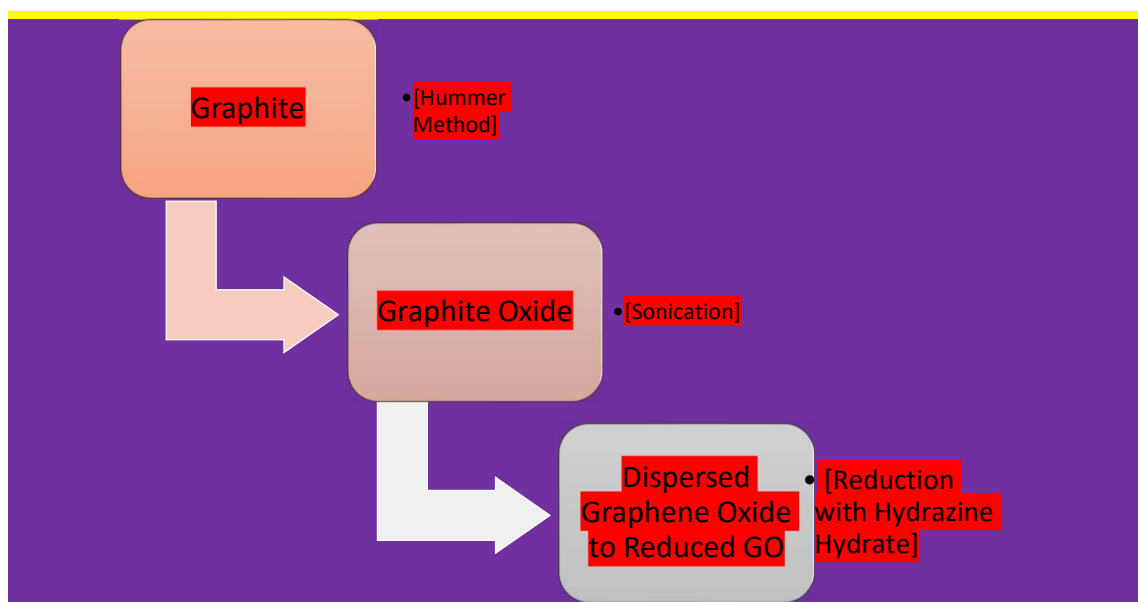 Graphite
•[Hummer
Method]
Graphite Oxide
•[Sonication]
Dispersed
Graphene Oxide
to Reduced GO
• [Reduction
with Hydrazine
Hydrate]